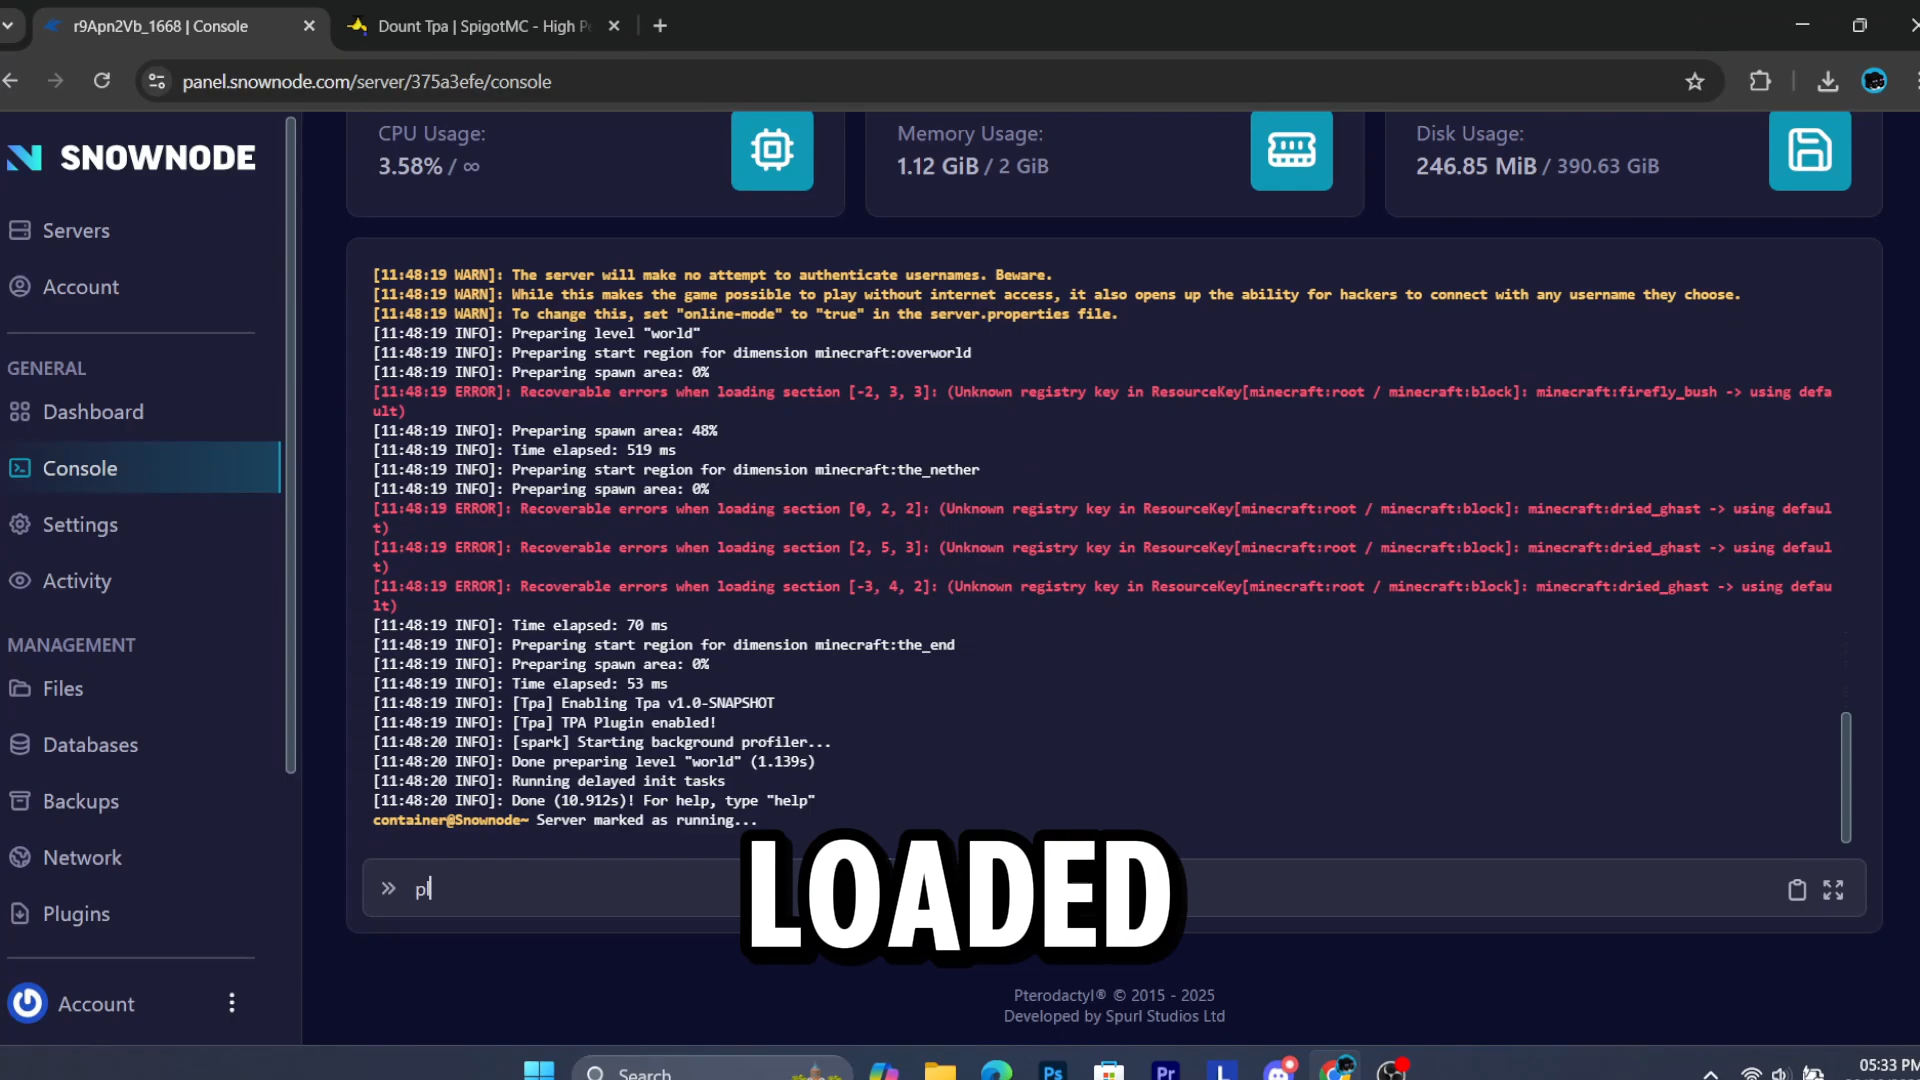 r9Apn2Vb_1668 | Console
Dount Tpa | SpigotMC - High P
panel.snownode.com/server/375a3efe/console
SNOWNODE
Servers
Account
GENERAL
Dashboard
Console
Settings
Activity
MANAGEMENT
Files
Databases
Backups
Network
Plugins
Account
CPU Usage:
3.58% / ∞
Memory Usage:
1.12 GiB / 2 GiB
Disk Usage:
246.85 MiB / 390.63 GiB
[11:48:19 WARN]: The server will make no attempt to authenticate usernames. Beware.
[11:48:19 WARN]: While this makes the game possible to play without internet access, it also opens up the ability for hackers to connect with any username they choose.
[11:48:19 WARN]: To change this, set "online-mode" to "true" in the server.properties file.
[11:48:19 INFO]: Preparing level "world"
[11:48:19 INFO]: Preparing start region for dimension minecraft:overworld
[11:48:19 INFO]: Preparing spawn area: 0%
[11:48:19 ERROR]: Recoverable errors when loading section [-2, 3, 3]: (Unknown registry key in ResourceKey[minecraft:root / minecraft:block]: minecraft:firefly_bush -> using defa
ult)
[11:48:19 INFO]: Preparing spawn area: 48%
[11:48:19 INFO]: Time elapsed: 519 ms
[11:48:19 INFO]: Preparing start region for dimension minecraft:the_nether
[11:48:19 INFO]: Preparing spawn area: 0%
[11:48:19 ERROR]: Recoverable errors when loading section [0, 2, 2]: (Unknown registry key in ResourceKey[minecraft:root / minecraft:block]: minecraft:dried_ghast -> using defaul
t)
[11:48:19 ERROR]: Recoverable errors when loading section [2, 5, 3]: (Unknown registry key in ResourceKey[minecraft:root / minecraft:block]: minecraft:dried_ghast -> using defaul
t)
[11:48:19 ERROR]: Recoverable errors when loading section [-3, 4, 2]: (Unknown registry key in ResourceKey[minecraft:root / minecraft:block]: minecraft:dried_ghast -> using defau
lt)
[11:48:19 INFO]: Time elapsed: 70 ms
[11:48:19 INFO]: Preparing start region for dimension minecraft:the_end
[11:48:19 INFO]: Preparing spawn area: 0%
[11:48:19 INFO]: Time elapsed: 53 ms
[11:48:19 INFO]: [Tpa] Enabling Tpa v1.0-SNAPSHOT
[11:48:19 INFO]: [Tpa] TPA Plugin enabled!
[11:48:20 INFO]: [spark] Starting background profiler...
[11:48:20 INFO]: Done preparing level "world" (1.139s)
[11:48:20 INFO]: Running delayed init tasks
[11:48:20 INFO]: Done (10.912s)! For help, type "help"
container@Snownode~ Server marked as running...
pl
LOADED
Pterodactyl® © 2015 - 2025
Developed by Spurl Studios Ltd
Search
Ps
Pr
L
05:33 PM